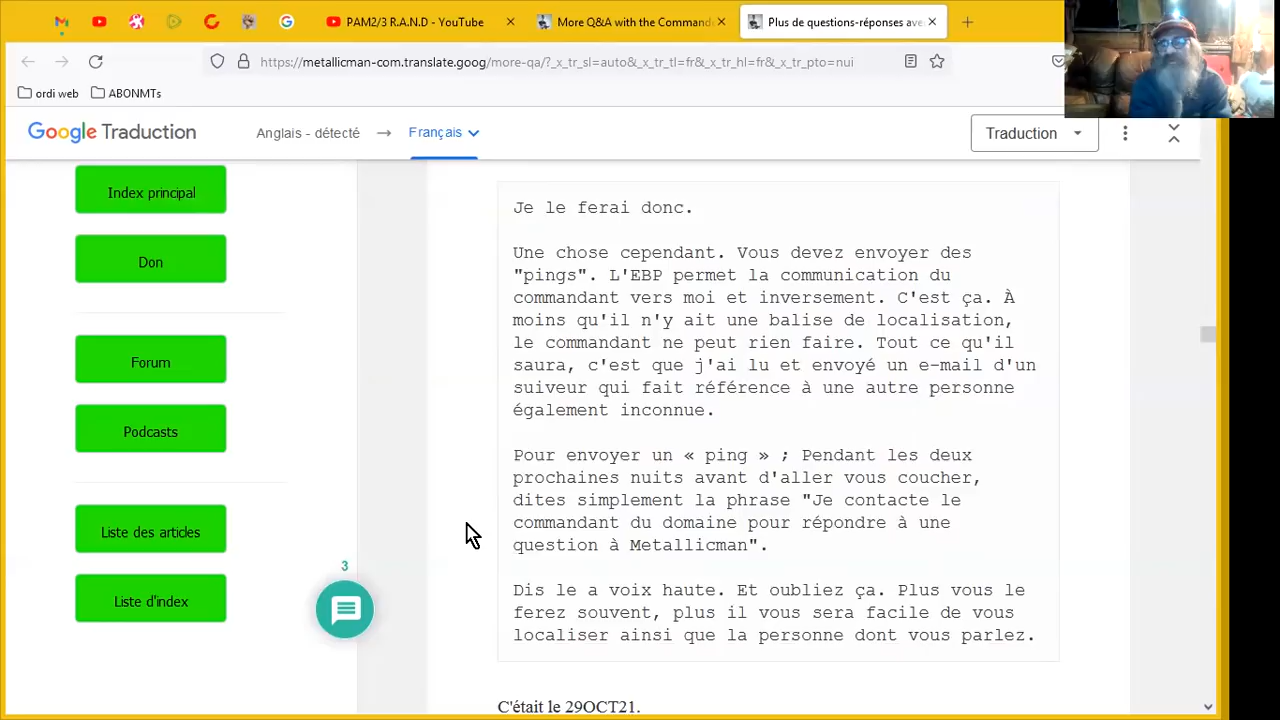 PAM2/3 R.A.N.D - YouTube
More Q&A with the Command
Plus de questions-réponses ave
https://metallicman-com.translate.goog/more-qa/?_x_tr_sl=auto&_x_tr_tl=fr&_x_tr_hl=fr&_x_tr_pto=nui
ordi web
ABONMTs
Google Traduction
Anglais - détecté
Français
Traduction
Index principal
Don
Forum
Podcasts
Liste des articles
Liste d'index
3
Je le ferai donc.
Une chose cependant. Vous devez envoyer des
"pings". L'EBP permet la communication du
commandant vers moi et inversement. C'est ça. À
moins qu'il n'y ait une balise de localisation,
le commandant ne peut rien faire. Tout ce qu'il
saura, c'est que j'ai lu et envoyé un e-mail d'un
suiveur qui fait référence à une autre personne
également inconnue.
Pour envoyer un « ping » ; Pendant les deux
prochaines nuits avant d'aller vous coucher,
dites simplement la phrase "Je contacte le
commandant du domaine pour répondre à une
question à Metallicman".
Dis le a voix haute. Et oubliez ça. Plus vous le
ferez souvent, plus il vous sera facile de vous
localiser ainsi que la personne dont vous parlez.
C'était le 29OCT21.